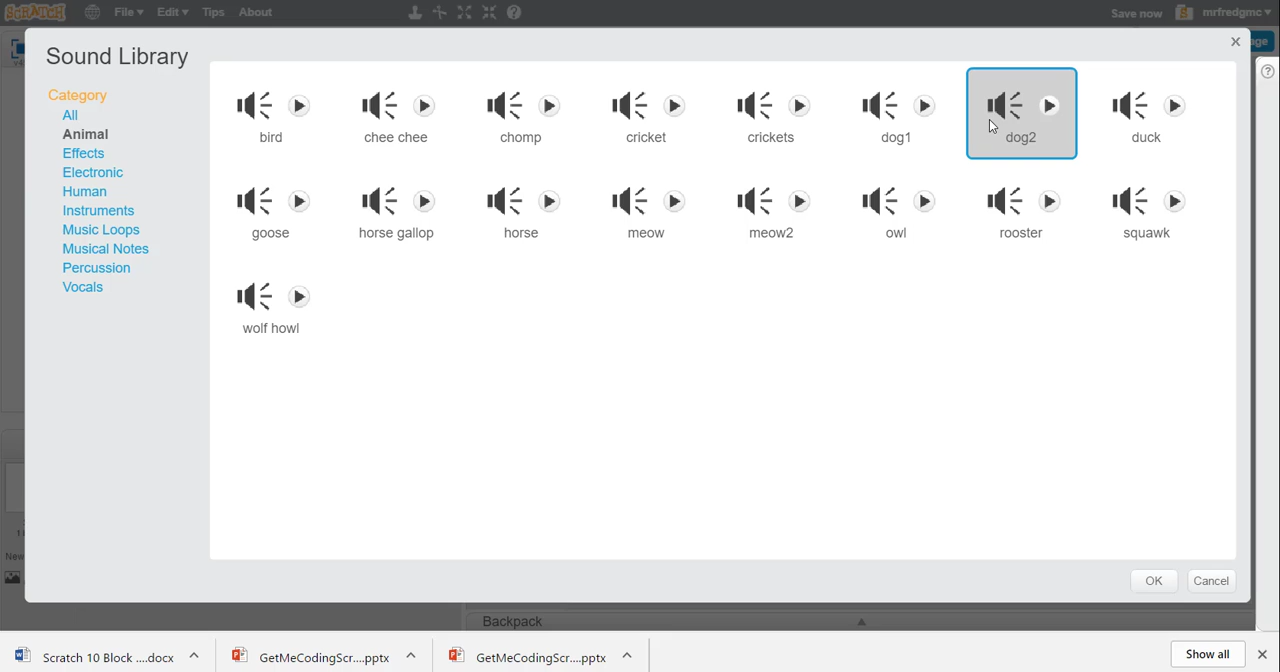 SCRATCH File Edit Tips About Save now mrfredgmc
Sound Library
Category
All
Animal
Effects
Electronic
Human
Instruments
Music Loops
Musical Notes
Percussion
Vocals
bird chee chee chomp cricket crickets dog1 dog2 duck
goose horse gallop horse meow meow2 owl rooster squawk
wolf howl
OK Cancel
New
Backpack
Scratch 10 Block ....docx GetMeCodingScr....pptx GetMeCodingScr....pptx Show all